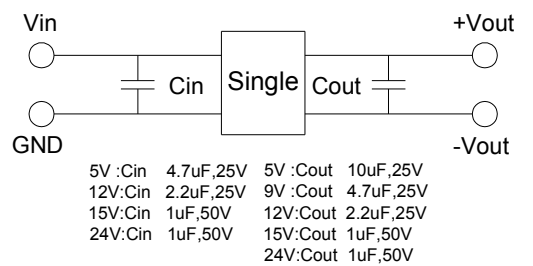 Vin +Vout
Cin Single Cout
GND -Vout
5V :Cin 4.7uF,25V 5V :Cout 10uF,25V
12V:Cin 2.2uF,25V 9V :Cout 4.7uF,25V
15V:Cin 1uF,50V 12V:Cout 2.2uF,25V
24V:Cin 1uF,50V 15V:Cout 1uF,50V
24V:Cout 1uF,50V